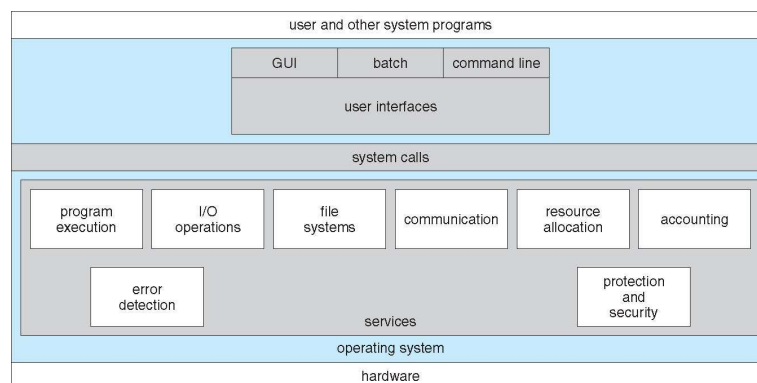 user and other system programs
GUI
batch
command line
user interfaces
system calls
program
execution
I/O
operations
file
systems
communication
resource
allocation
accounting
error
detection
protection
and
security
services
operating system
hardware